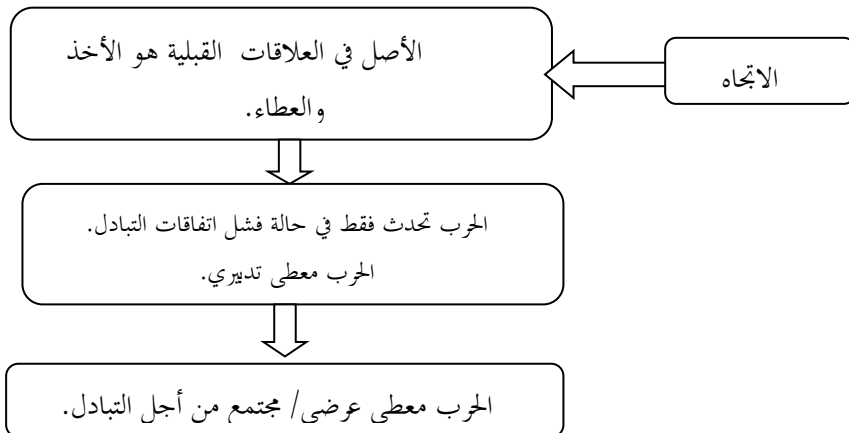 الاتجاه
الأصل في العلاقات القبلية هو الأخذ
والعطاء.
الحرب تحدث فقط في حالة فشل اتفاقات التبادل.
الحرب معطى تدبيري.
الحرب معطى عوضي/ مجتمع من أجل التبادل.